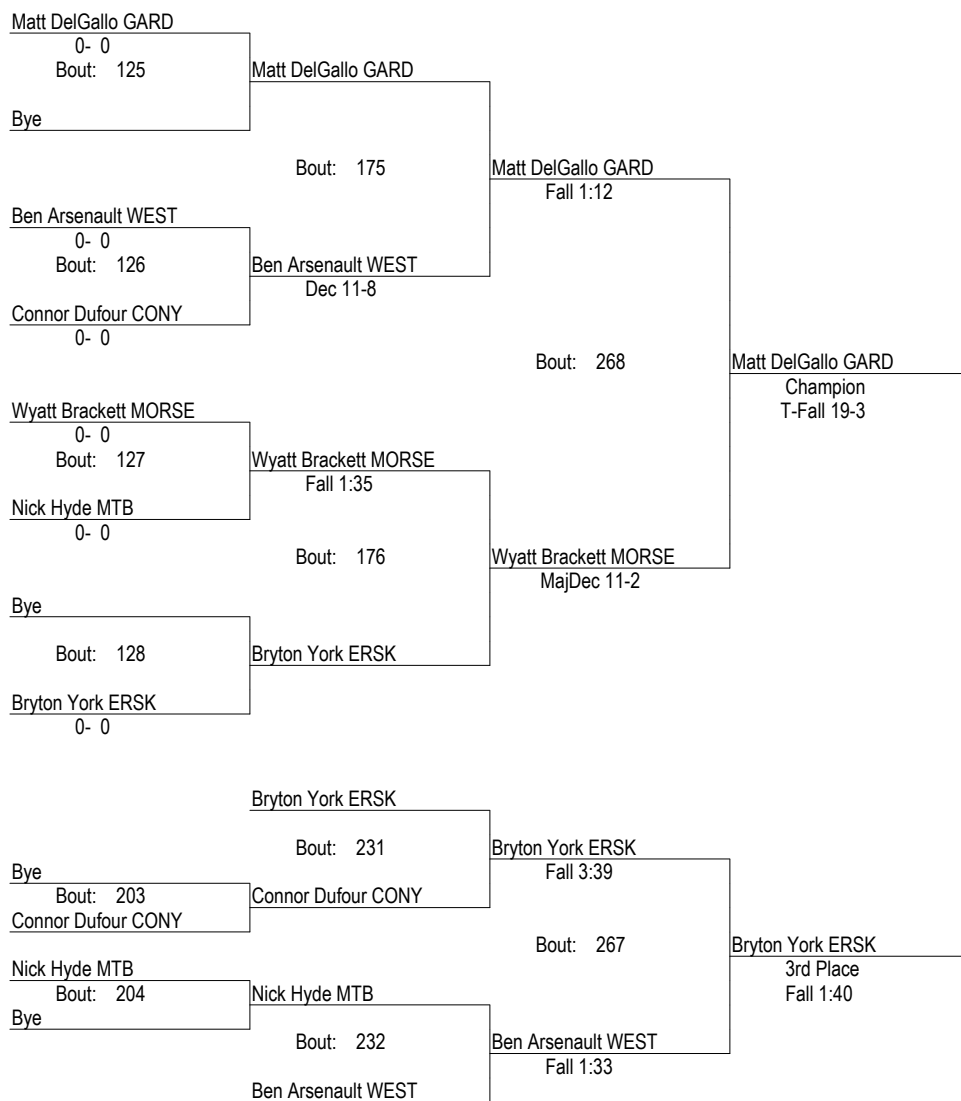 Matt DelGallo GARD
0- 0
Bout: 125
Matt DelGallo GARD
Bye
Bout: 175
Matt DelGallo GARD
Fall 1:12
Ben Arsenault WEST
0- 0
Bout: 126
Ben Arsenault WEST
Dec 11-8
Connor Dufour CONY
0- 0
Bout: 268
Matt DelGallo GARD
Champion
T-Fall 19-3
Wyatt Brackett MORSE
0- 0
Bout: 127
Wyatt Brackett MORSE
Fall 1:35
Nick Hyde MTB
0- 0
Bout: 176
Wyatt Brackett MORSE
MajDec 11-2
Bye
Bout: 128
Bryton York ERSK
Bryton York ERSK
0- 0
Bryton York ERSK
Bout: 231
Bryton York ERSK
Fall 3:39
Bye
Bout: 203
Connor Dufour CONY
Connor Dufour CONY
Bout: 267
Bryton York ERSK
3rd Place
Fall 1:40
Nick Hyde MTB
Bout: 204
Nick Hyde MTB
Bye
Bout: 232
Ben Arsenault WEST
Fall 1:33
Ben Arsenault WEST